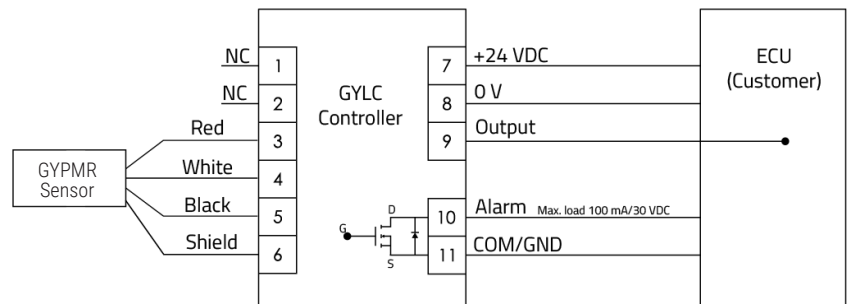 NC
1
NC
2
Red
3
White
4
Black
5
Shield
6
GYPMR
Sensor
GYLC
Controller
G
D
S
7
+24 VDC
8
0 V
9
Output
10
Alarm Max. load 100 mA/30 VDC
11
COM/GND
ECU
(Customer)